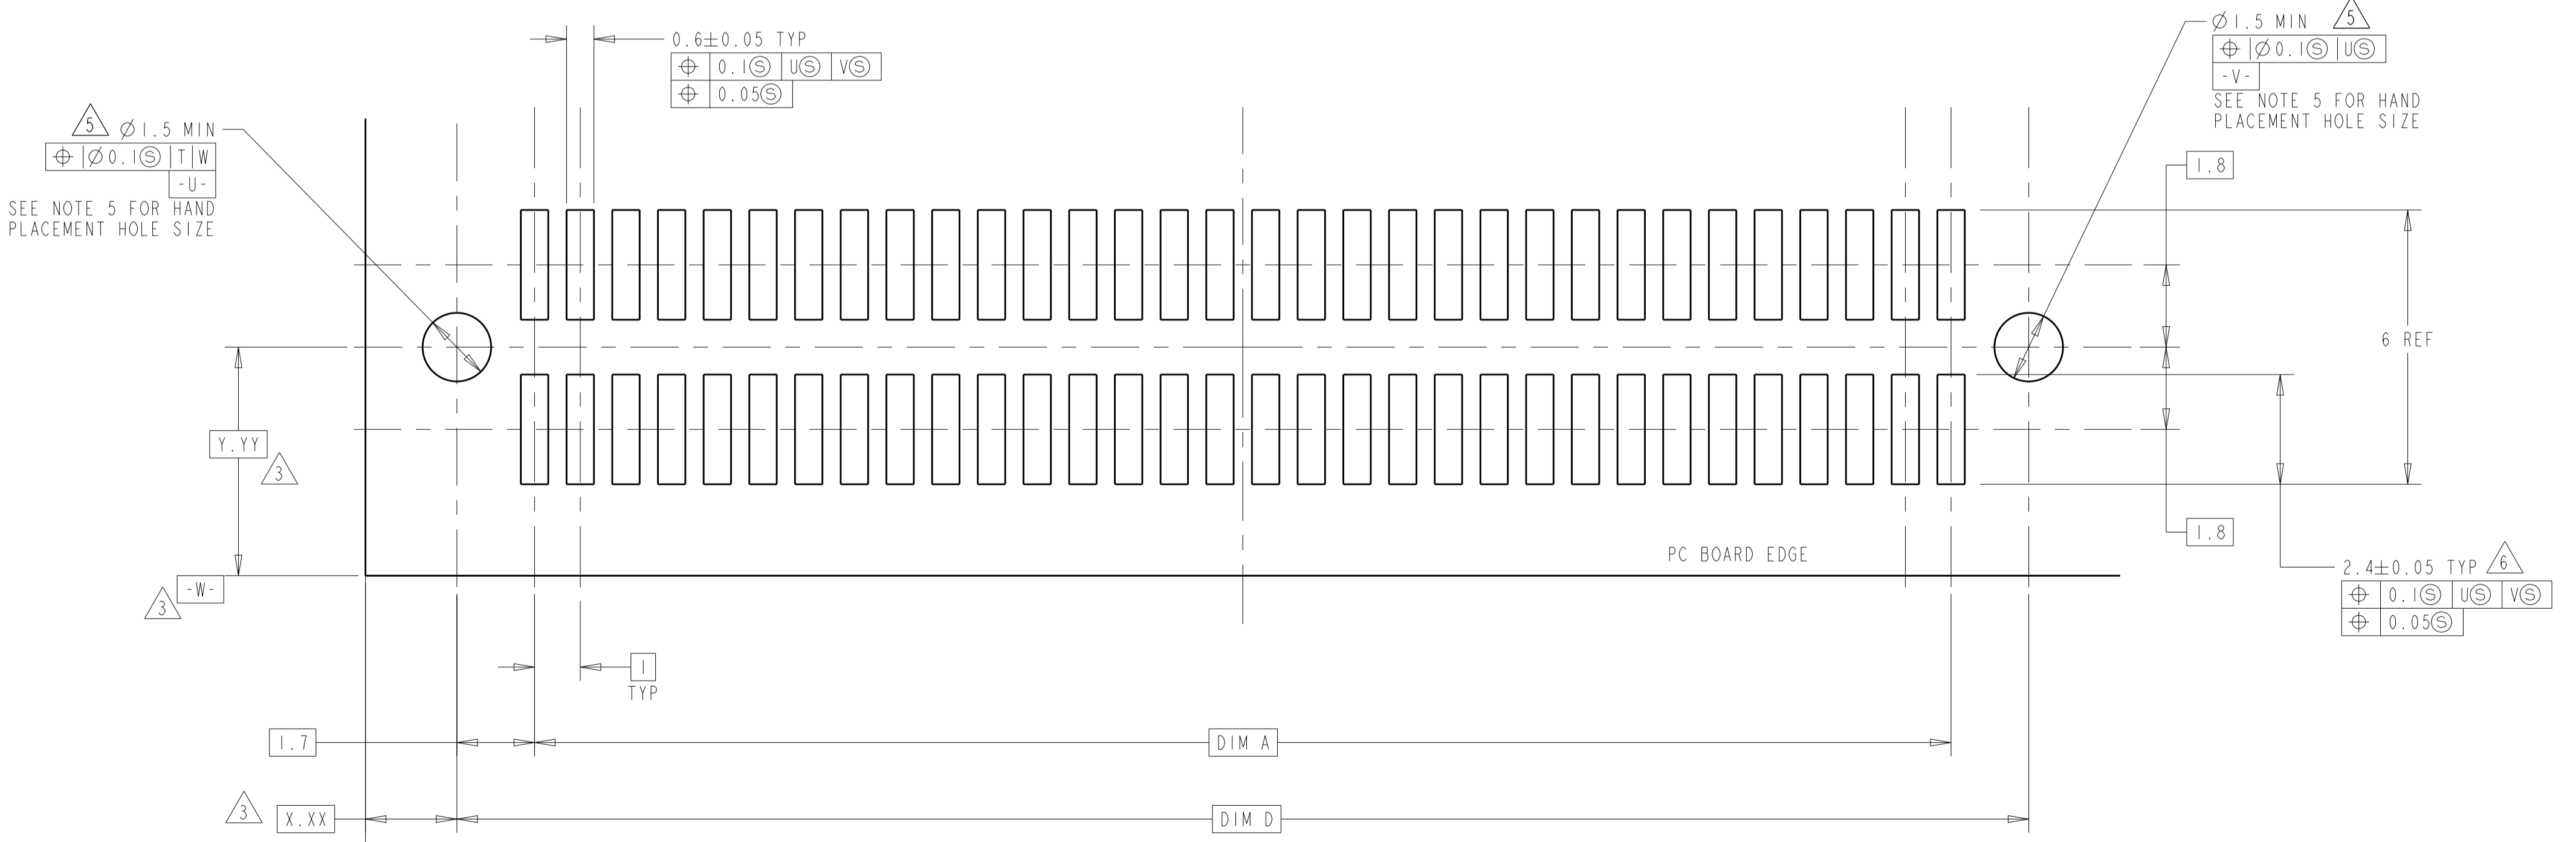 0.6±0.05 TYP
⌖ 0.1Ⓢ UⓈ VⓈ
⌖ 0.05Ⓢ
5 Ø1.5 MIN
⌖ Ø0.1Ⓢ T W
-U-
SEE NOTE 5 FOR HAND
PLACEMENT HOLE SIZE
Ø1.5 MIN 5
⌖ Ø0.1Ⓢ UⓈ
-V-
SEE NOTE 5 FOR HAND
PLACEMENT HOLE SIZE
1.8
6 REF
Y.YY
3
1.8
PC BOARD EDGE
2.4±0.05 TYP 6
⌖ 0.1Ⓢ UⓈ VⓈ
⌖ 0.05Ⓢ
-W-
3
1
TYP
1.7
DIM A
3
X.XX
DIM D